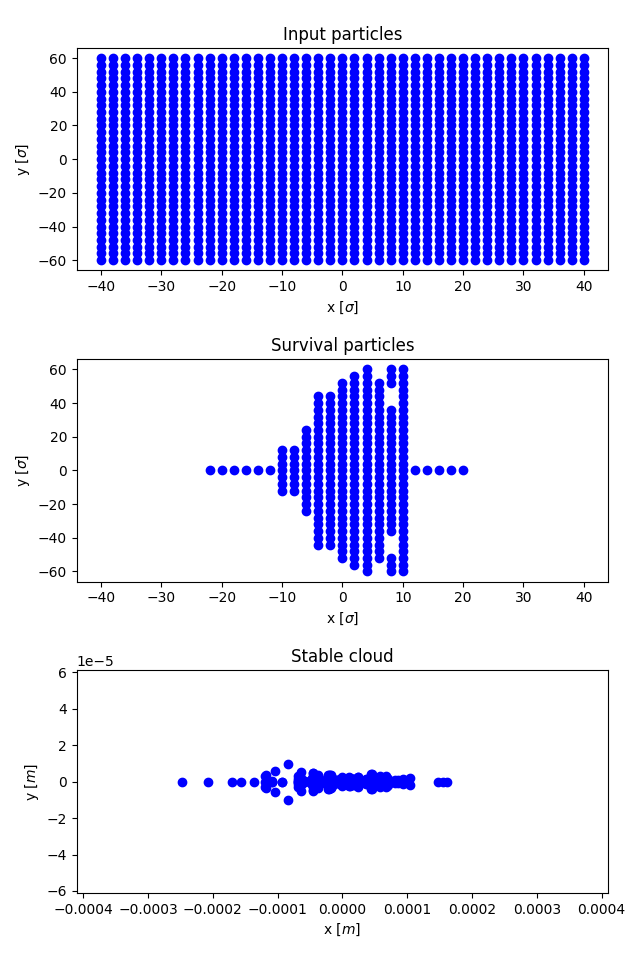 Input particles
60
40
20
0
−20
−40
−60
y [σ]
−40 −30 −20 −10 0 10 20 30 40
x [σ]
Survival particles
60
40
20
0
−20
−40
−60
y [σ]
−40 −30 −20 −10 0 10 20 30 40
x [σ]
Stable cloud
1e−5
6
4
2
0
−2
−4
−6
y [m]
−0.0004 −0.0003 −0.0002 −0.0001 0.0000 0.0001 0.0002 0.0003 0.0004
x [m]